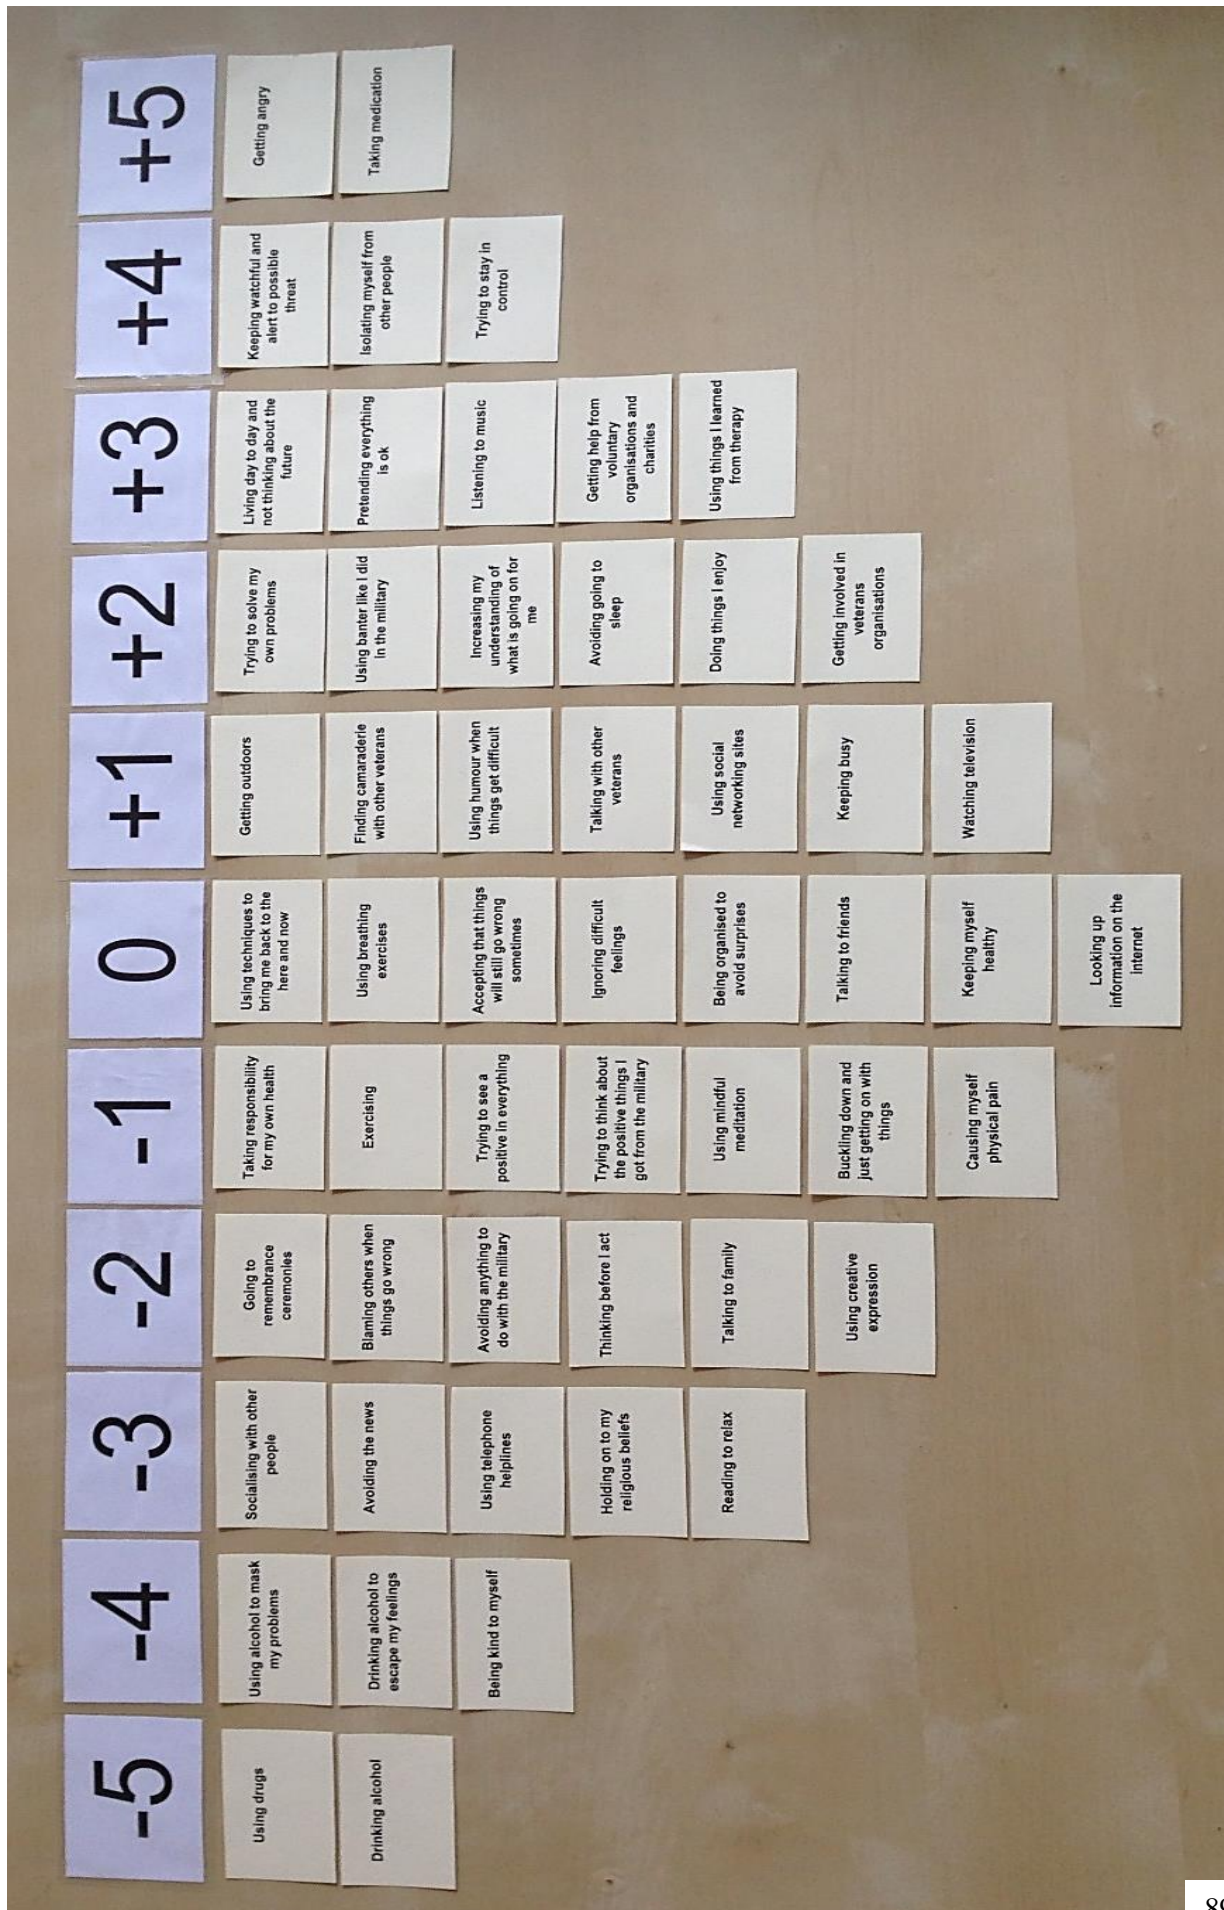 -5
Using drugs
Drinking alcohol
-4
Using alcohol to mask
my problems
Drinking alcohol to
escape my feelings
Being kind to myself
-3
Socialising with other
people
Avoiding the news
Using telephone
helplines
Holding on to my
religious beliefs
Reading to relax
-2
Going to
remembrance
ceremonies
Blaming others when
things go wrong
Avoiding anything to
do with the military
Thinking before I act
Talking to family
Using creative
expression
-1
Taking responsibility
for my own health
Exercising
Trying to see a
positive in everything
Trying to think about
the positive things I
got from the military
Using mindful
meditation
Buckling down and
just getting on with
things
Causing myself
physical pain
0
Using techniques to
bring me back to the
here and now
Using breathing
exercises
Accepting that things
will still go wrong
sometimes
Ignoring difficult
feelings
Being organised to
avoid surprises
Talking to friends
Keeping myself
healthy
Looking up
information on the
Internet
+1
Getting outdoors
Finding camaraderie
with other veterans
Using humour when
things get difficult
Talking with other
veterans
Using social
networking sites
Keeping busy
Watching television
+2
Trying to solve my
own problems
Using banter like I did
in the military
Increasing my
understanding of
what is going on for
me
Avoiding going to
sleep
Doing things I enjoy
Getting involved in
veterans
organisations
+3
Living day to day and
not thinking about the
future
Pretending everything
is ok
Listening to music
Getting help from
voluntary
organisations and
charities
Using things I learned
from therapy
+4
Keeping watchful and
alert to possible
threat
Isolating myself from
other people
Trying to stay in
control
+5
Getting angry
Taking medication